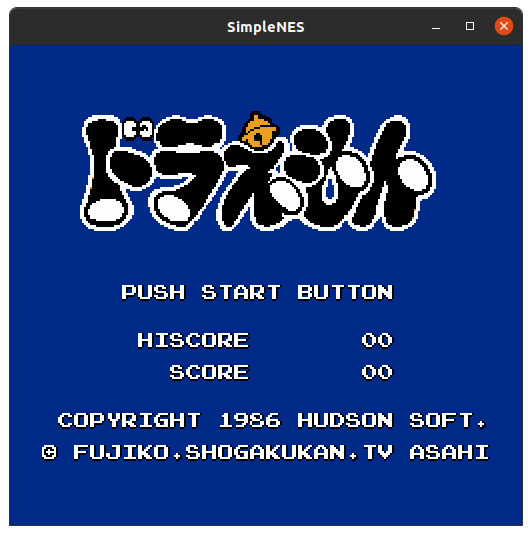 SimpleNES
ドラえもん
PUSH START BUTTON
HISCORE 00
SCORE 00
COPYRIGHT 1986 HUDSON SOFT.
© FUJIKO.SHOGAKUKAN.TV ASAHI